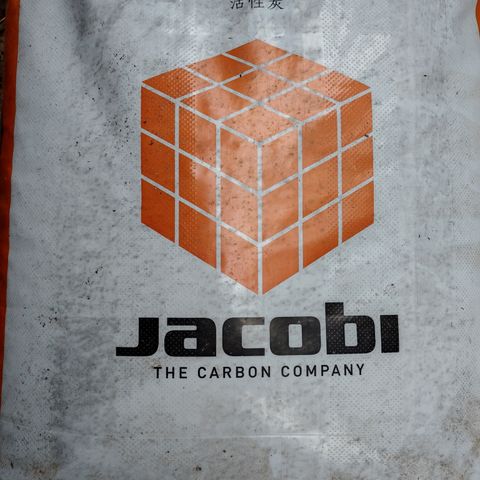 活性炭
Jacobi
THE CARBON COMPANY